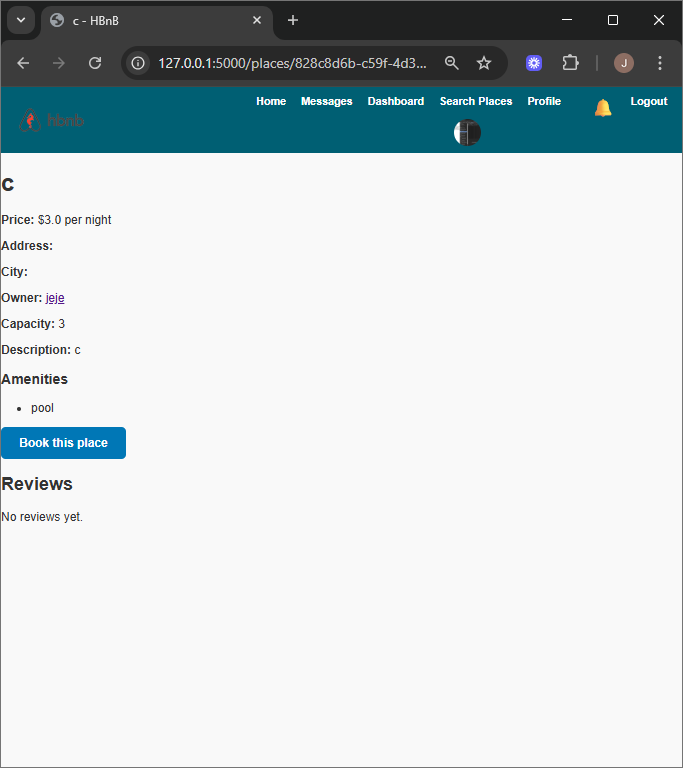 c - HBnB
127.0.0.1:5000/places/828c8d6b-c59f-4d3...
J
hbnb
Home Messages Dashboard Search Places Profile Logout
c
Price: $3.0 per night
Address:
City:
Owner: jeje
Capacity: 3
Description: c
Amenities
• pool
Book this place
Reviews
No reviews yet.